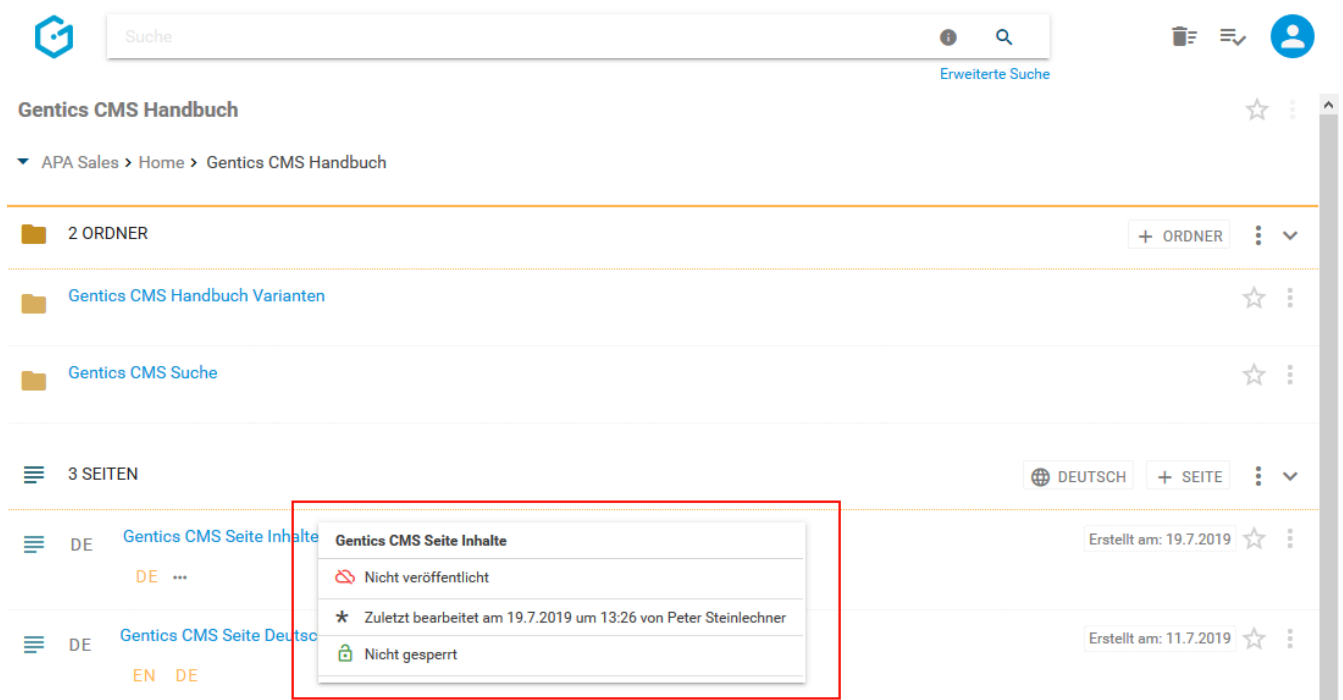 Suche
Erweiterte Suche
Gentics CMS Handbuch
APA Sales > Home > Gentics CMS Handbuch
2 ORDNER
+ ORDNER
Gentics CMS Handbuch Varianten
Gentics CMS Suche
3 SEITEN
DEUTSCH
+ SEITE
DE
Gentics CMS Seite Inhalte
Erstellt am: 19.7.2019
DE
Gentics CMS Seite Inhalte
Nicht veröffentlicht
Zuletzt bearbeitet am 19.7.2019 um 13:26 von Peter Steinlechner
Nicht gesperrt
DE
Gentics CMS Seite Deutsc
Erstellt am: 11.7.2019
EN DE